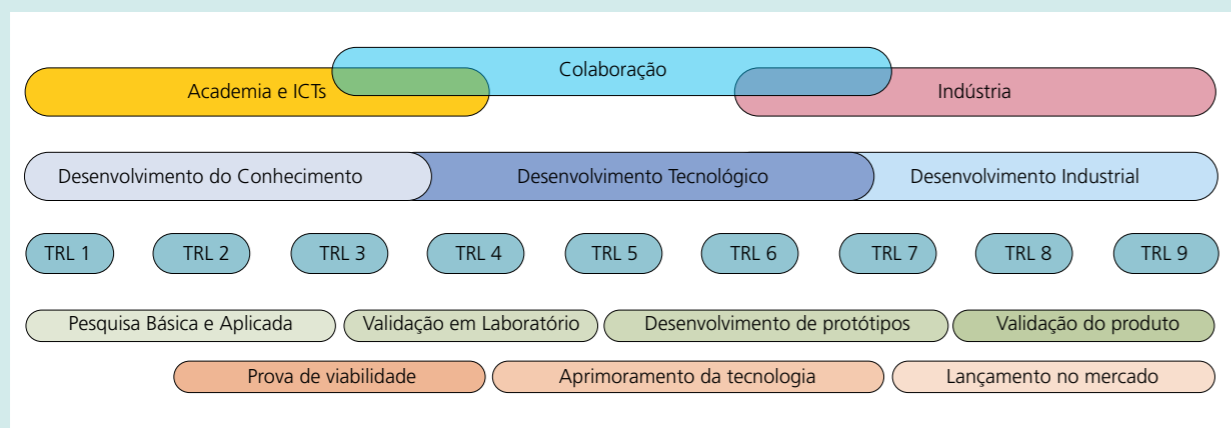 Colaboração
Academia e ICTs
Indústria
Desenvolvimento do Conhecimento
Desenvolvimento Tecnológico
Desenvolvimento Industrial
TRL 1
TRL 2
TRL 3
TRL 4
TRL 5
TRL 6
TRL 7
TRL 8
TRL 9
Pesquisa Básica e Aplicada
Validação em Laboratório
Desenvolvimento de protótipos
Validação do produto
Prova de viabilidade
Aprimoramento da tecnologia
Lançamento no mercado